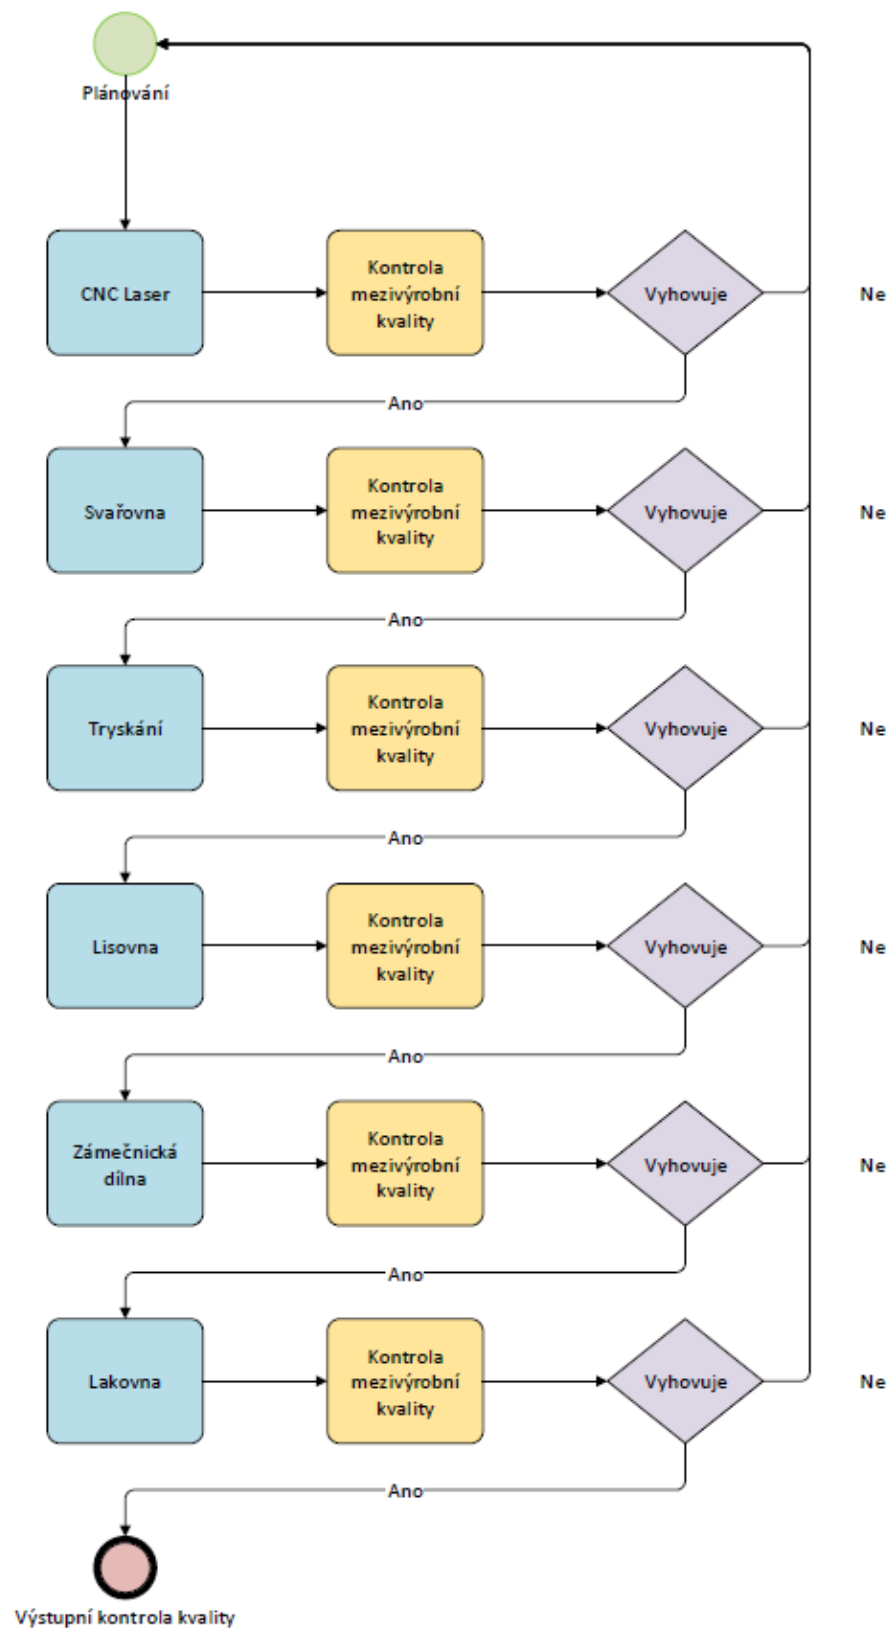 Plánování
CNC Laser
Kontrola
mezivýrobní
kvality
Vyhovuje
Ne
Ano
Svařovna
Kontrola
mezivýrobní
kvality
Vyhovuje
Ne
Ano
Tryskání
Kontrola
mezivýrobní
kvality
Vyhovuje
Ne
Ano
Lisovna
Kontrola
mezivýrobní
kvality
Vyhovuje
Ne
Ano
Zámečnická
dílna
Kontrola
mezivýrobní
kvality
Vyhovuje
Ne
Ano
Lakovna
Kontrola
mezivýrobní
kvality
Vyhovuje
Ne
Ano
Výstupní kontrola kvality